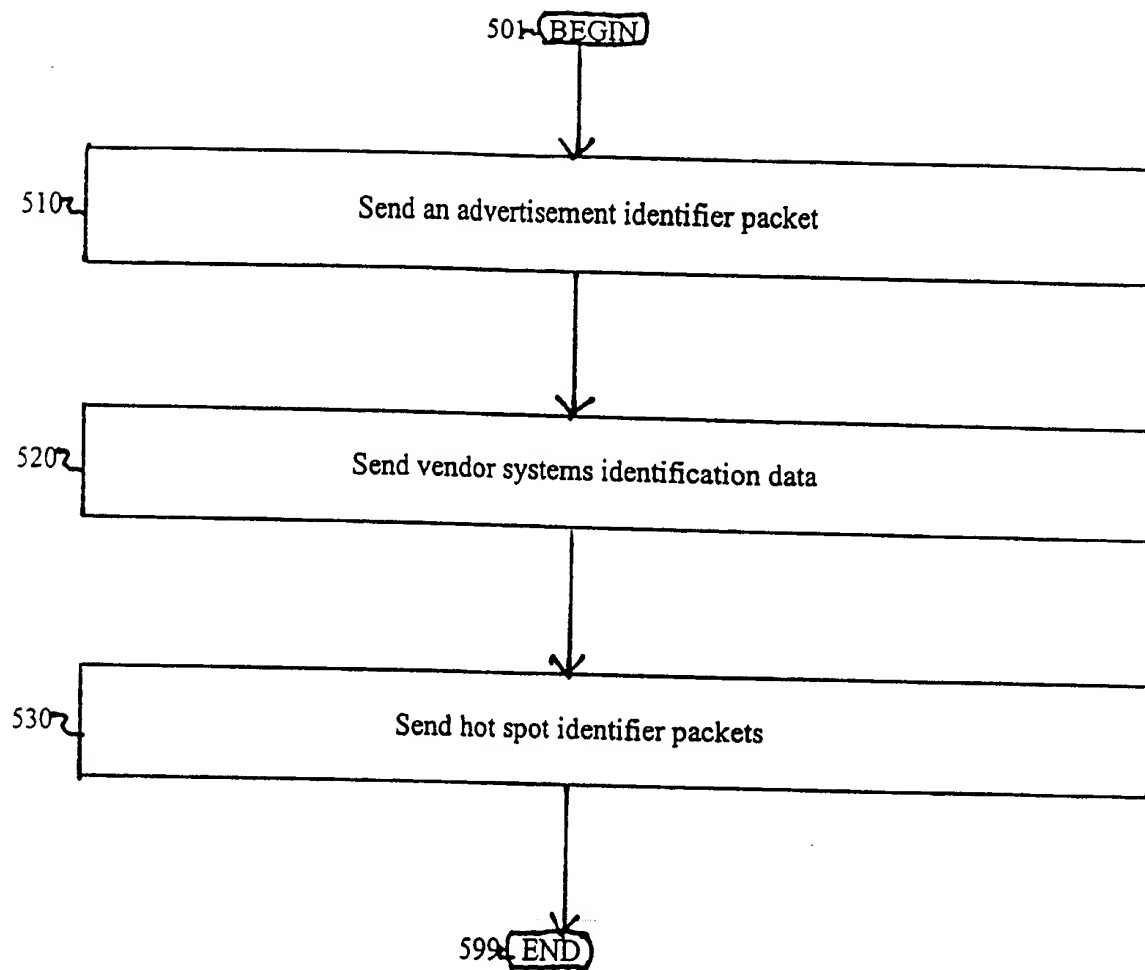 501 BEGIN
510 Send an advertisement identifier packet
520 Send vendor systems identification data
530 Send hot spot identifier packets
599 END